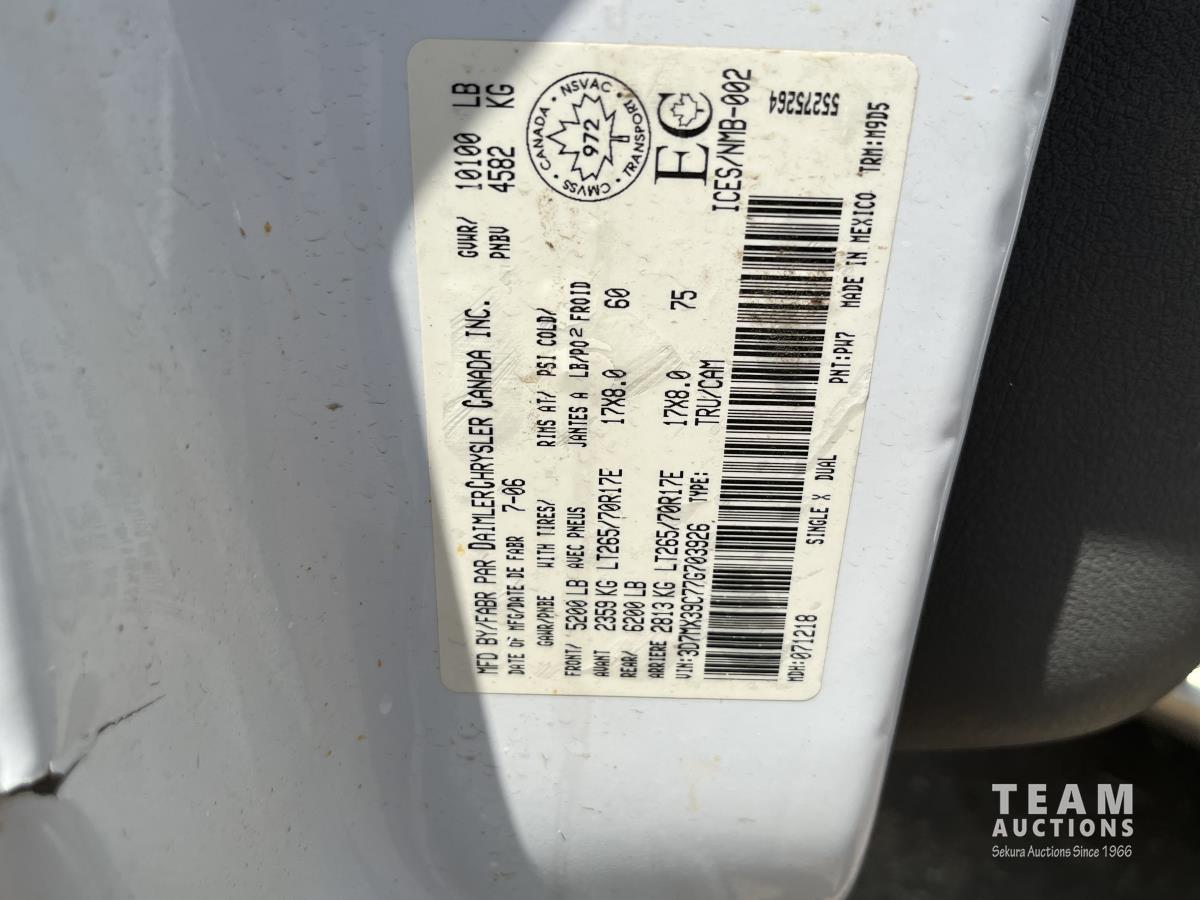 MFD BY/FABR PAR DAIMLERCHRYSLER CANADA INC.
GVWR/ 10100 LB
DATE OF MFG/DATE DE FABR 7-06
PNBV 4582 KG
GAWR/PNBE WITH TIRES/ RIMS AT/ PSI COLD/
FRONT/ 5200 LB AVEC PNEUS JANTES A LB/PO2 FROID
AVANT 2359 KG LT265/70R17E 17X8.0 60
REAR/ 6200 LB
ARRIERE 2813 KG LT265/70R17E 17X8.0 75
VIN:3D7MX39C77G703926 TYPE: TRU/CAM
CANADA • NSVAC • TRANSPORT • CMVSS •
972
EC
ICES/NMB-002
55275264
MDH:071218 SINGLE X DUAL PNT:PW7 MADE IN MEXICO TRM:M9D5
TEAM
AUCTIONS
Sekura Auctions Since 1966